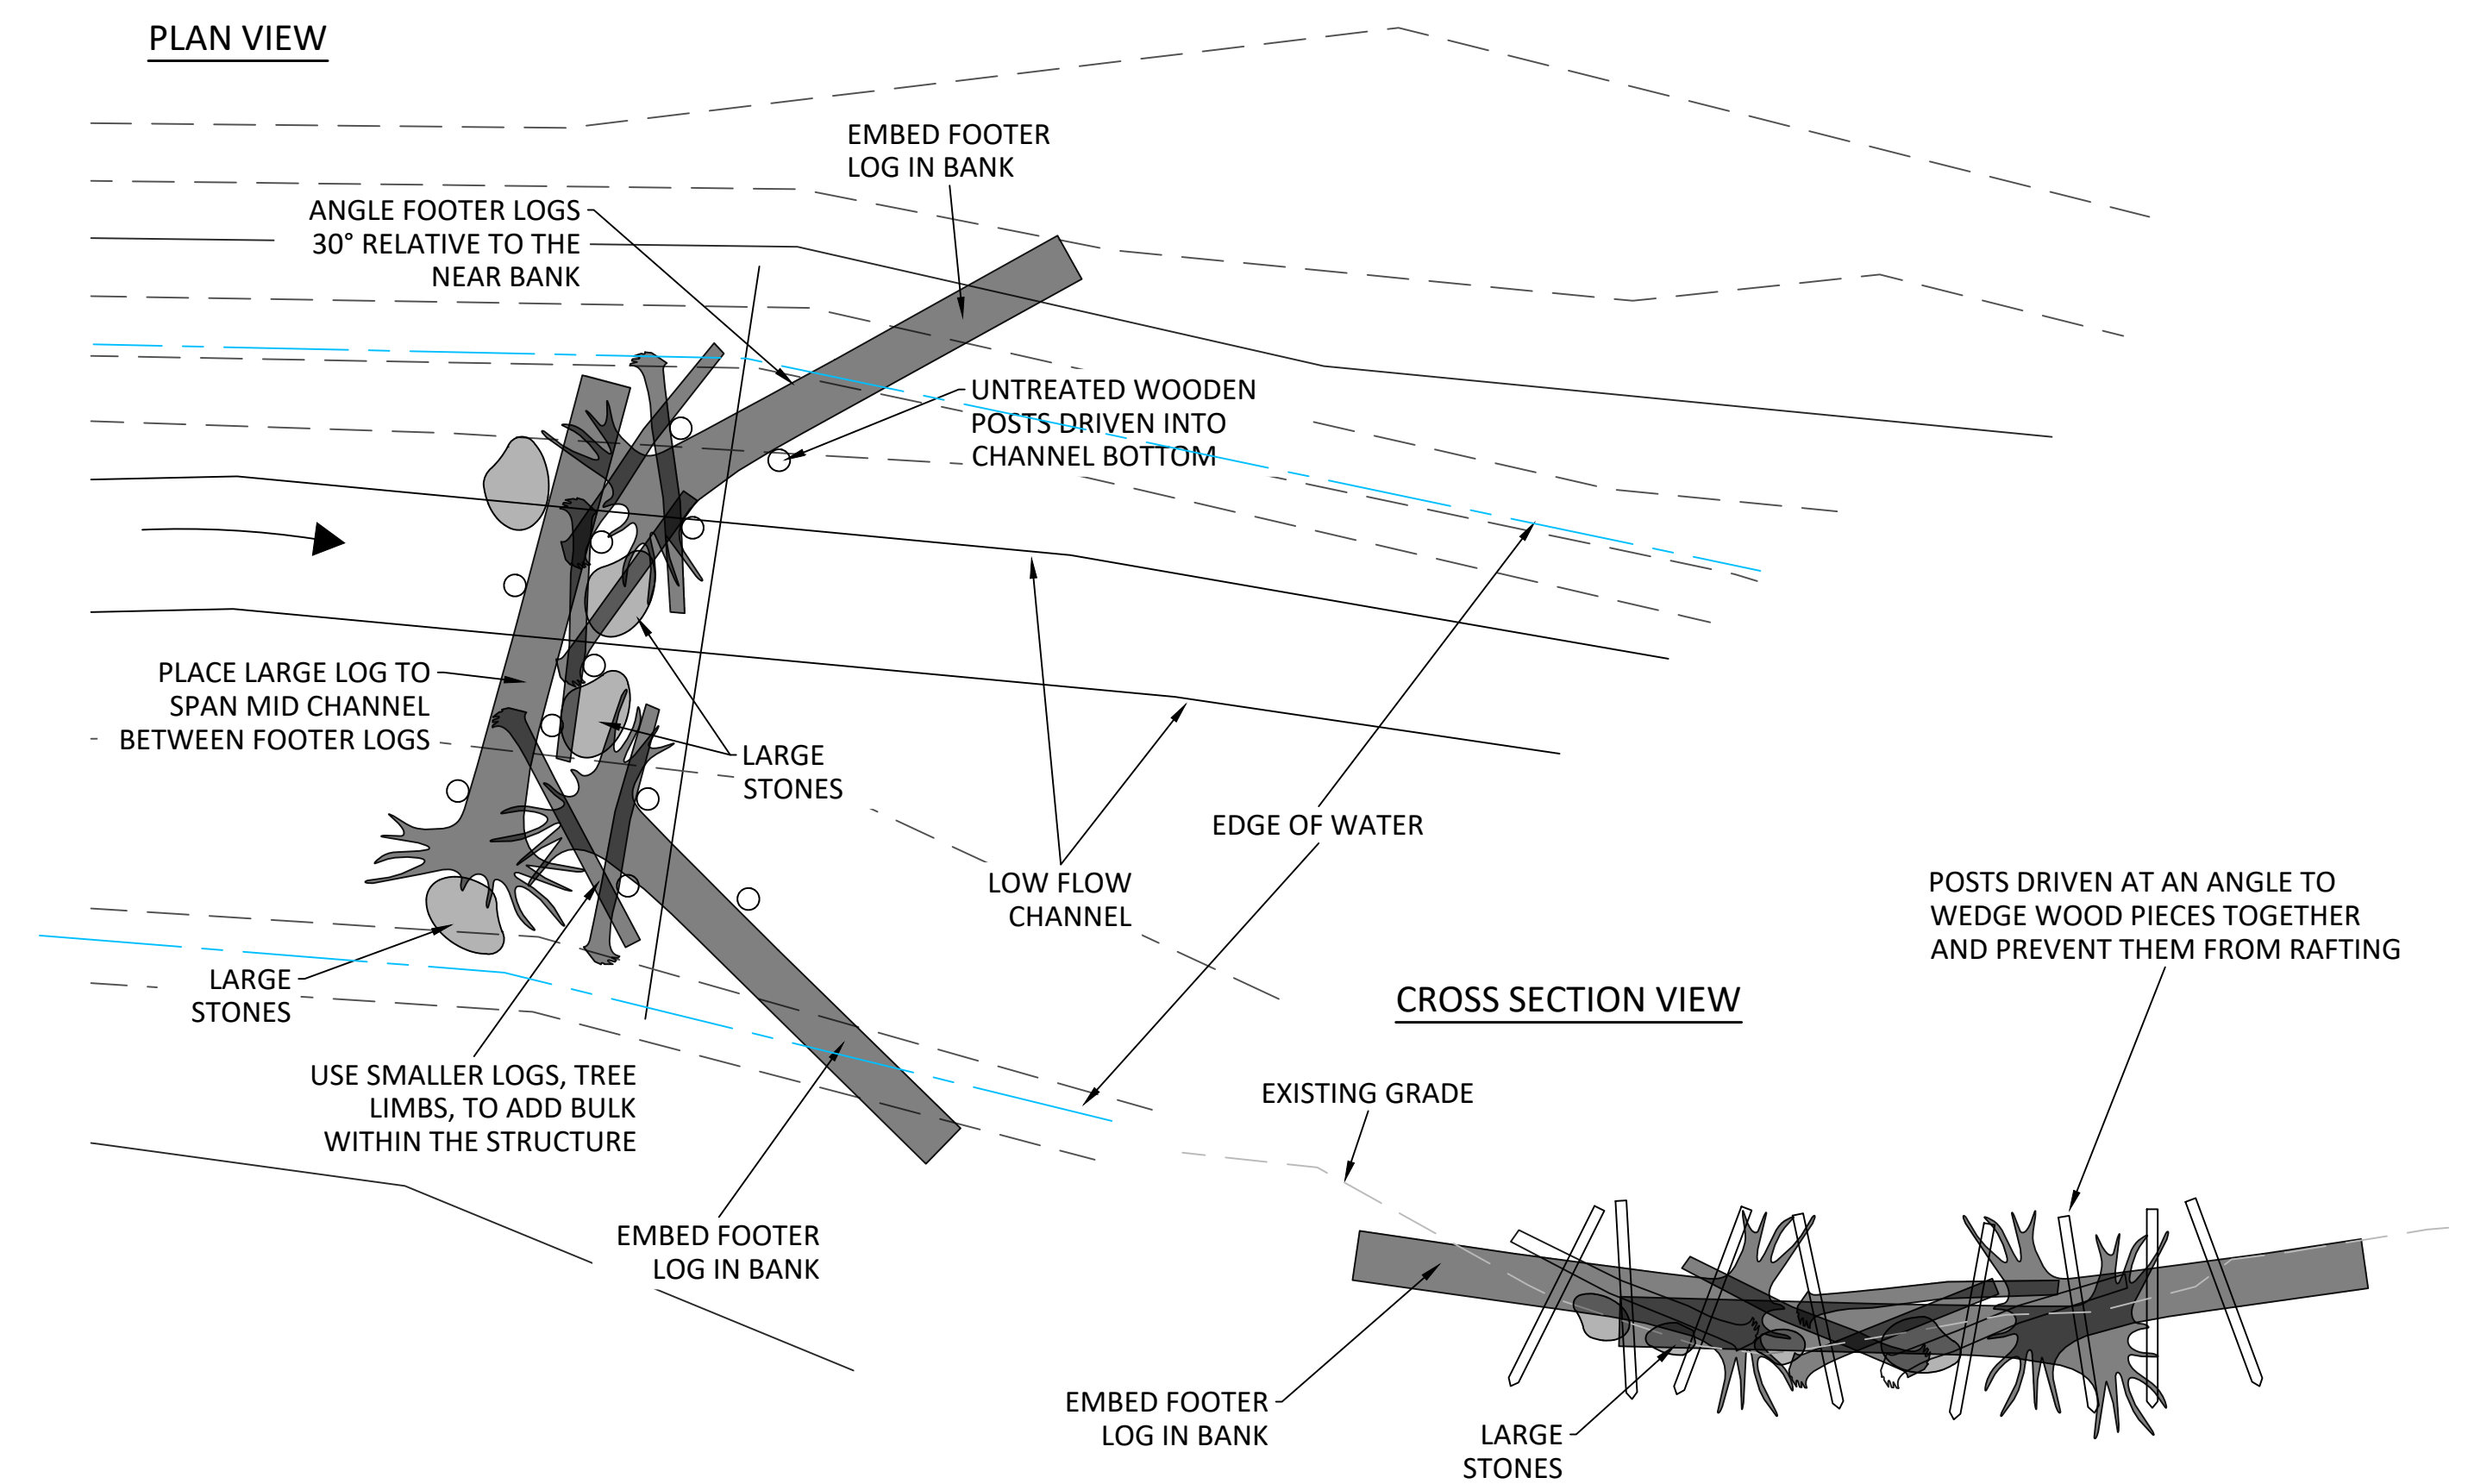 PLAN VIEW
EMBED FOOTER
LOG IN BANK
ANGLE FOOTER LOGS
30° RELATIVE TO THE
NEAR BANK
UNTREATED WOODEN
POSTS DRIVEN INTO
CHANNEL BOTTOM
PLACE LARGE LOG TO
SPAN MID CHANNEL
BETWEEN FOOTER LOGS
LARGE
STONES
EDGE OF WATER
LOW FLOW
CHANNEL
LARGE
STONES
USE SMALLER LOGS, TREE
LIMBS, TO ADD BULK
WITHIN THE STRUCTURE
EMBED FOOTER
LOG IN BANK
POSTS DRIVEN AT AN ANGLE TO
WEDGE WOOD PIECES TOGETHER
AND PREVENT THEM FROM RAFTING
CROSS SECTION VIEW
EXISTING GRADE
EMBED FOOTER
LOG IN BANK
LARGE
STONES